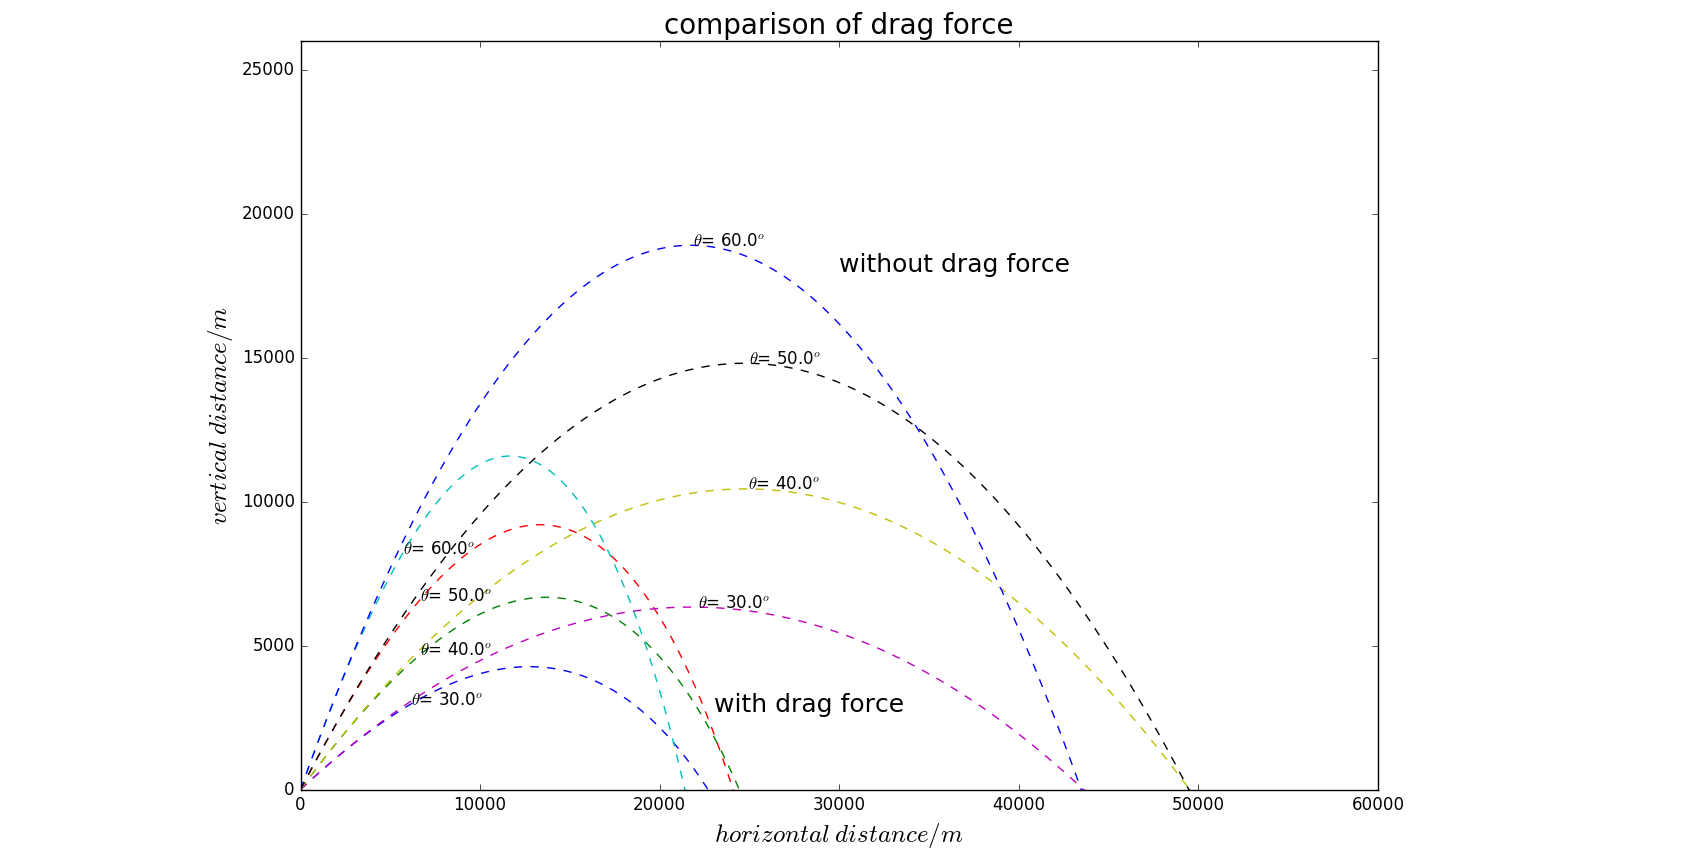 comparison of drag force
25000
20000
15000
10000
5000
0
vertical distance/m
θ= 60.0°
without drag force
θ= 50.0°
θ= 40.0°
θ= 60.0°
θ= 50.0°
θ= 30.0°
θ= 40.0°
θ= 30.0°
with drag force
0 10000 20000 30000 40000 50000 60000
horizontal distance/m